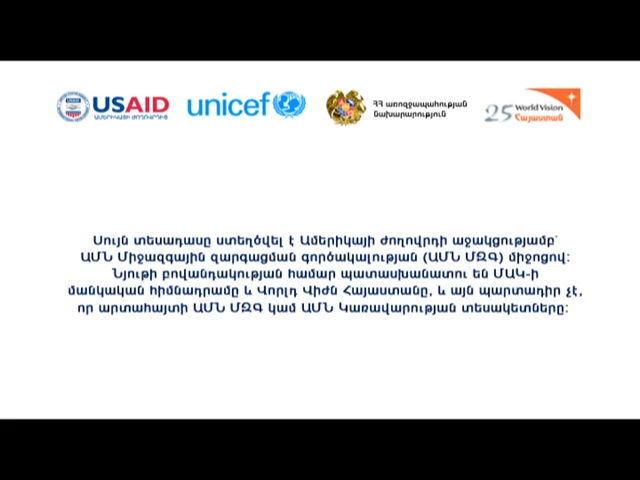 USAID
ԱՄԵՐԻԿԱՅԻ ԺՈՂՈՎՐԴԻՑ
unicef
ՀՀ առողջապահության
նախարարություն
25 World Vision
Հայաստան
Սույն տեսադասը ստեղծվել է Ամերիկայի ժողովրդի աջակցությամբ՝
ԱՄՆ Միջազգային զարգացման գործակալության (ԱՄՆ ՄԶԳ) միջոցով:
Նյութի բովանդակության համար պատասխանատու են ՄԱԿ-ի
մանկական հիմնադրամը և Վորլդ Վիժն Հայաստանը, և այն պարտադիր չէ,
որ արտահայտի ԱՄՆ ՄԶԳ կամ ԱՄՆ Կառավարության տեսակետները: